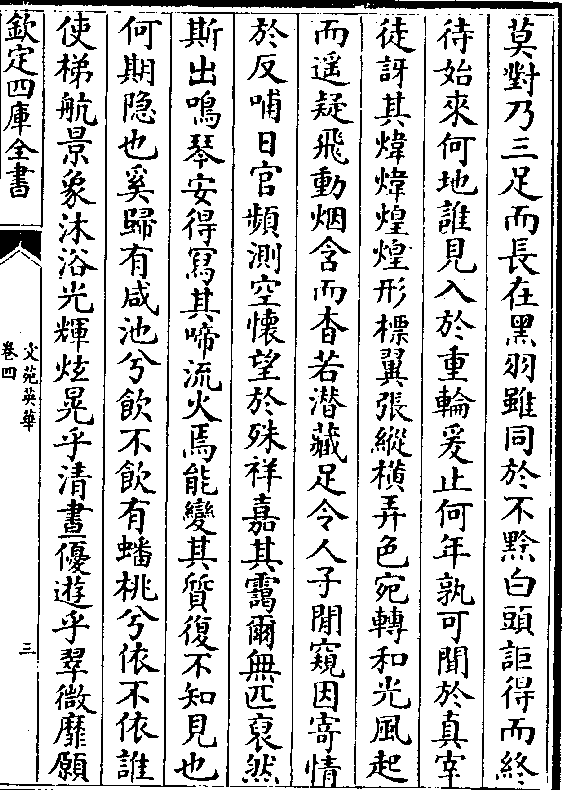 莫對乃三足而長在黑羽雖同於不黔白頭詎得而終
待始來何地誰見入於重輪爰止何年孰可聞於真宰
徒訝其煒煒煌煌形標翼張縱橫弄色宛轉和光風起
而遥疑飛動烟含而杳若潜藏足令人子閒窺因寄情
於反哺日官頻測空懷望於殊祥嘉其靄爾無匹裒然
斯出鳴琴安得寫其啼流火焉能變其質復不知見也
何期隐也奚歸有咸池兮飲不飲有蟠桃兮依不依誰
使梯航景象沐浴光輝炫晃乎清晝優遊乎翠微靡願
欽定四庫全書
文苑英華
卷四
三